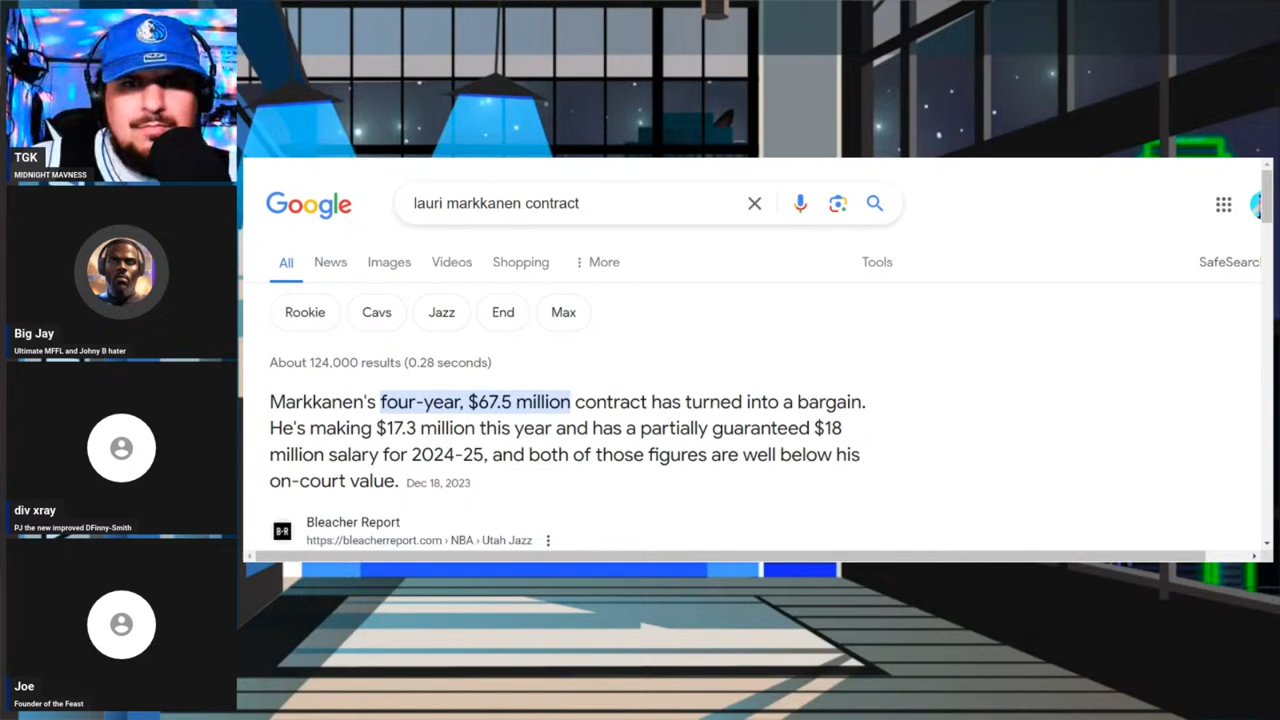 TGK
MIDNIGHT MAVNESS
Big Jay
Ultimate MFFL and Johny B hater
div xray
PJ the new improved DFinny-Smith
Joe
Founder of the Feast
Google
lauri markkanen contract
All News Images Videos Shopping More Tools SafeSearc
Rookie Cavs Jazz End Max
About 124,000 results (0.28 seconds)
Markkanen's four-year, $67.5 million contract has turned into a bargain.
He's making $17.3 million this year and has a partially guaranteed $18
million salary for 2024-25, and both of those figures are well below his
on-court value. Dec 18, 2023
B/R
Bleacher Report
https://bleacherreport.com › NBA › Utah Jazz